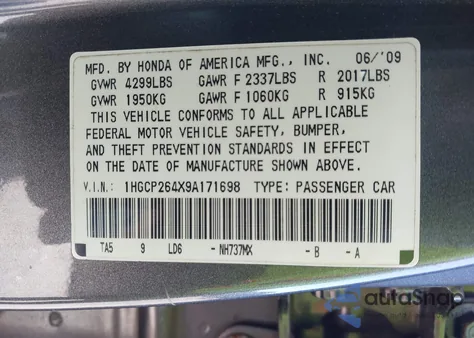 MFD. BY HONDA OF AMERICA MFG., INC. 06/'09
GVWR 4299LBS GAWR F 2337LBS R 2017LBS
GVWR 1950KG GAWR F 1060KG R 915KG
THIS VEHICLE CONFORMS TO ALL APPLICABLE
FEDERAL MOTOR VEHICLE SAFETY, BUMPER,
AND THEFT PREVENTION STANDARDS IN EFFECT
ON THE DATE OF MANUFACTURE SHOWN ABOVE.
V.I.N.: 1HGCP264X9A171698 TYPE: PASSENGER CAR
TA5 9 LD6 -NH737MX -B -A
autoSnap